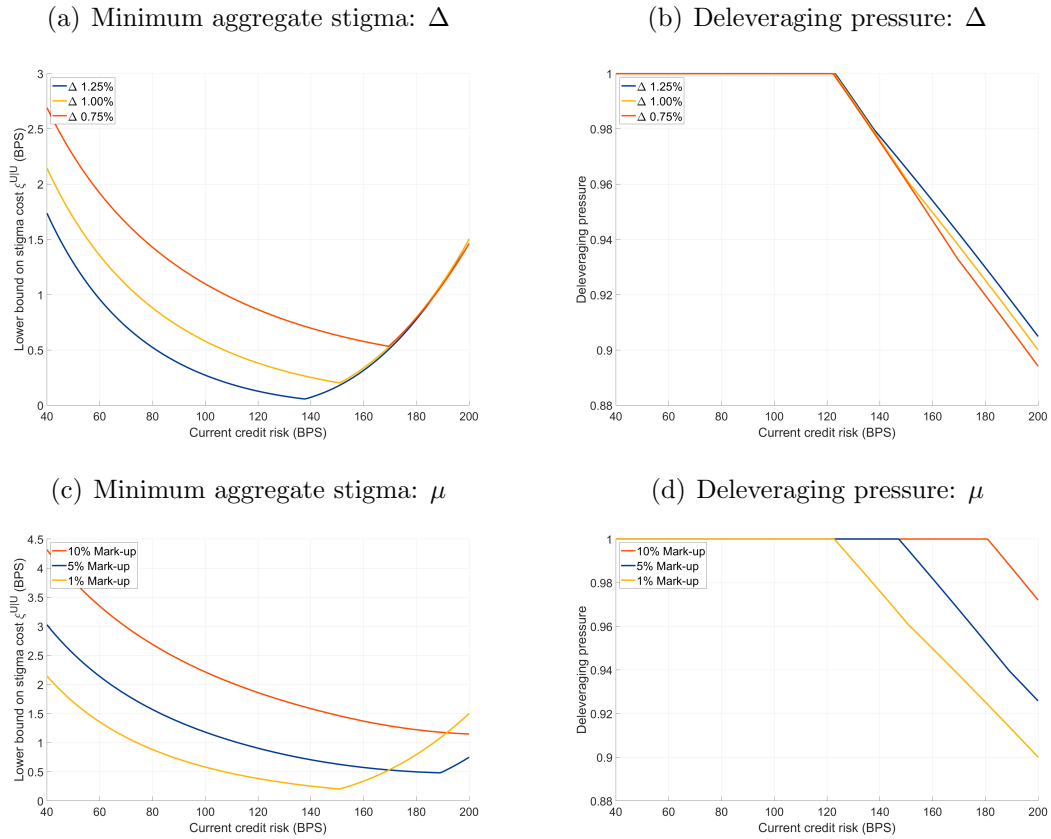 (a) Minimum aggregate stigma: Δ
3
2.5
2
1.5
1
0.5
0
Lower bound on stigma cost ξ^U|U (BPS)
Δ 1.25%
Δ 1.00%
Δ 0.75%
40 60 80 100 120 140 160 180 200
Current credit risk (BPS)
(b) Deleveraging pressure: Δ
1
0.98
0.96
0.94
0.92
0.9
0.88
Deleveraging pressure
Δ 1.25%
Δ 1.00%
Δ 0.75%
40 60 80 100 120 140 160 180 200
Current credit risk (BPS)
(c) Minimum aggregate stigma: μ
4.5
4
3.5
3
2.5
2
1.5
1
0.5
0
Lower bound on stigma cost ξ^U|U (BPS)
10% Mark-up
5% Mark-up
1% Mark-up
40 60 80 100 120 140 160 180 200
Current credit risk (BPS)
(d) Deleveraging pressure: μ
1
0.98
0.96
0.94
0.92
0.9
0.88
Deleveraging pressure
10% Mark-up
5% Mark-up
1% Mark-up
40 60 80 100 120 140 160 180 200
Current credit risk (BPS)